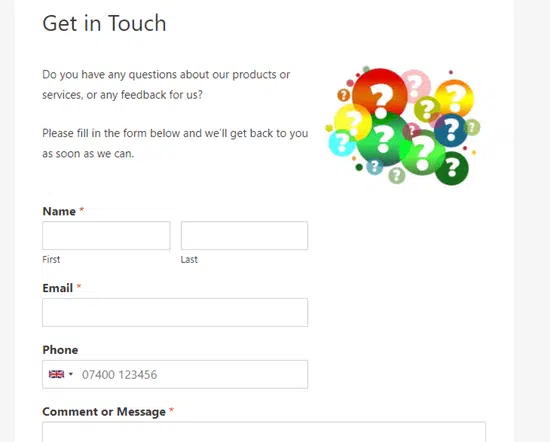 Get in Touch
Do you have any questions about our products or
services, or any feedback for us?
Please fill in the form below and we'll get back to you
as soon as we can.
? ? ? ? ? ? ? ? ? ? ? ? ?
Name *
First Last
Email *
Phone
07400 123456
Comment or Message *